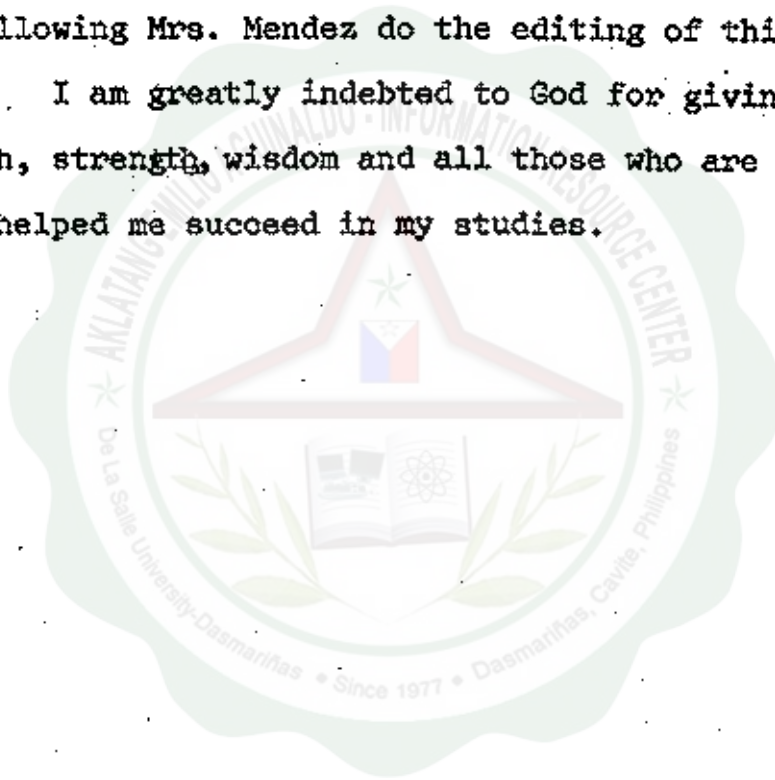 llowing Mrs. Mendez do the editing of thi
I am greatly indebted to God for givin
h, strength, wisdom and all those who are
helped me succeed in my studies.
AKLATANG EMILIO AGUINALDO - INFORMATION RESOURCE CENTER
De La Salle University-Dasmariñas • Since 1977 • Dasmariñas, Cavite, Philippines